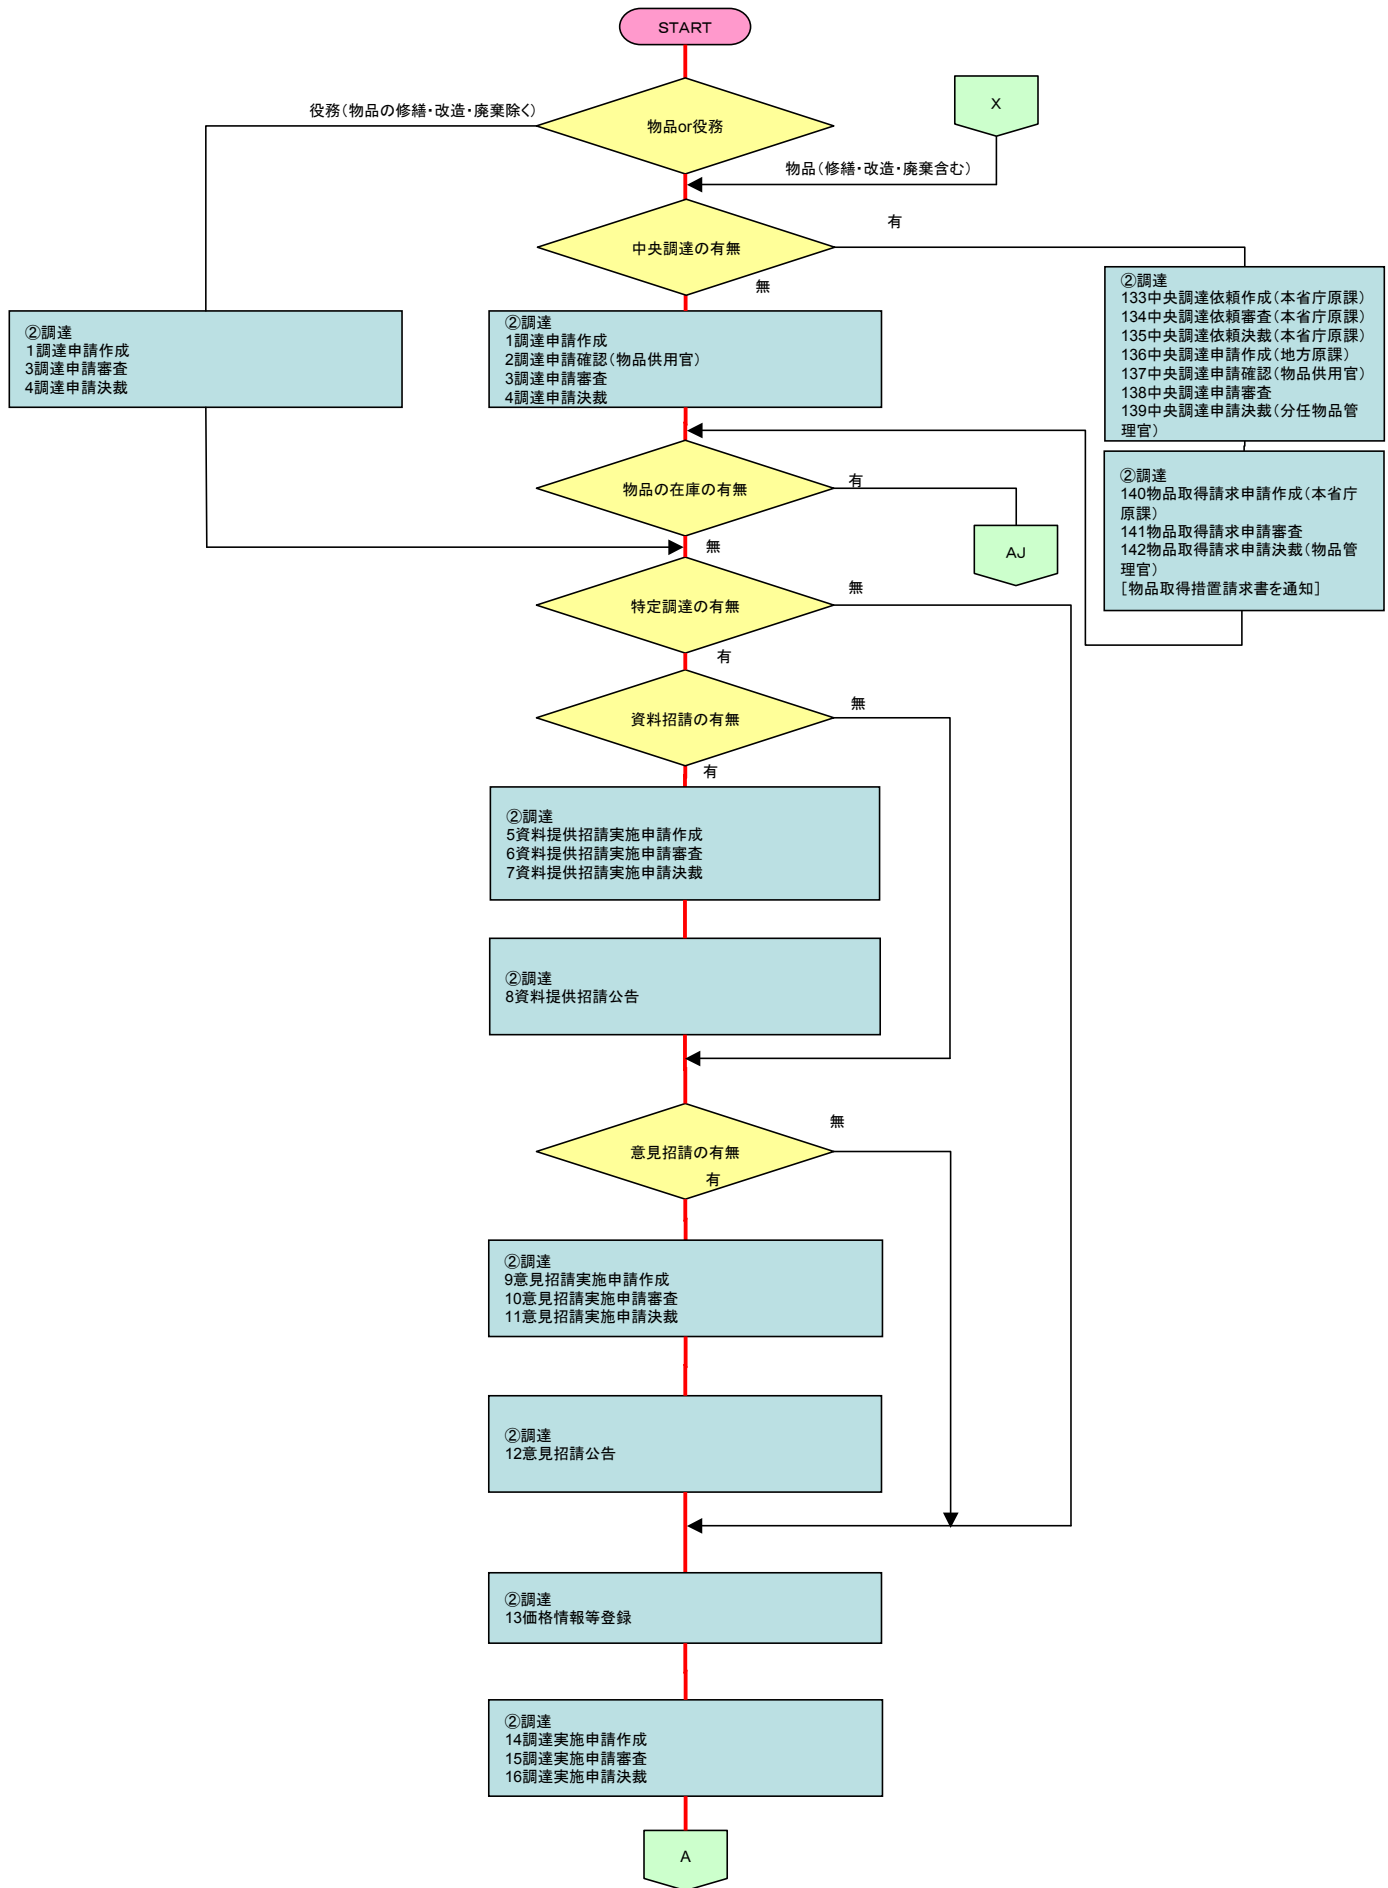 START
X
役務（物品の修繕・改造・廃棄除く）
物品or役務
物品（修繕・改造・廃棄含む）
有
中央調達の有無
無
②調達
1調達申請作成
3調達申請審査
4調達申請決裁
②調達
1調達申請作成
2調達申請確認（物品供用官）
3調達申請審査
4調達申請決裁
②調達
133中央調達依頼作成（本省庁原課）
134中央調達依頼審査（本省庁原課）
135中央調達依頼決裁（本省庁原課）
136中央調達申請作成（地方原課）
137中央調達申請確認（物品供用官）
138中央調達申請審査
139中央調達申請決裁（分任物品管
理官）
物品の在庫の有無
有
AJ
②調達
140物品取得請求申請作成（本省庁
原課）
141物品取得請求申請審査
142物品取得請求申請決裁（物品管
理官）
［物品取得措置請求書を通知］
無
特定調達の有無
無
有
資料招請の有無
無
有
②調達
5資料提供招請実施申請作成
6資料提供招請実施申請審査
7資料提供招請実施申請決裁
②調達
8資料提供招請公告
意見招請の有無
無
有
②調達
9意見招請実施申請作成
10意見招請実施申請審査
11意見招請実施申請決裁
②調達
12意見招請公告
②調達
13価格情報等登録
②調達
14調達実施申請作成
15調達実施申請審査
16調達実施申請決裁
A